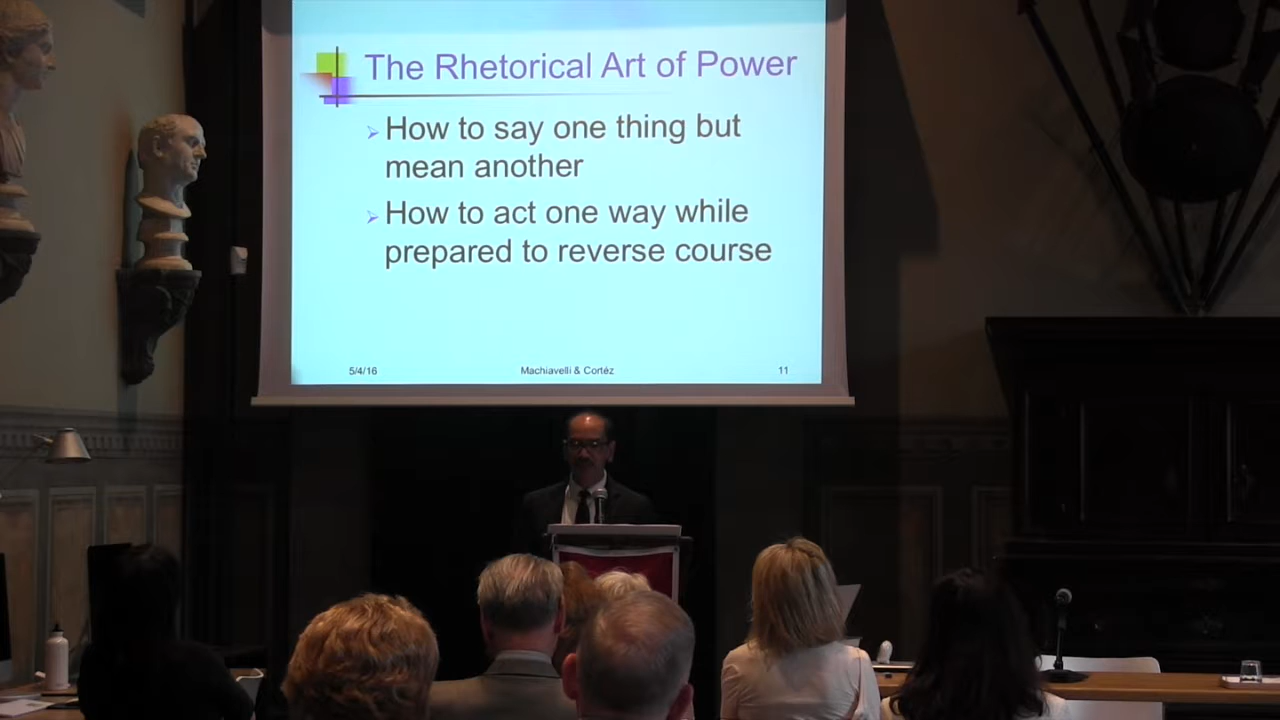 The Rhetorical Art of Power
How to say one thing but
mean another
How to act one way while
prepared to reverse course
5/4/16 Machiavelli & Cortéz 11